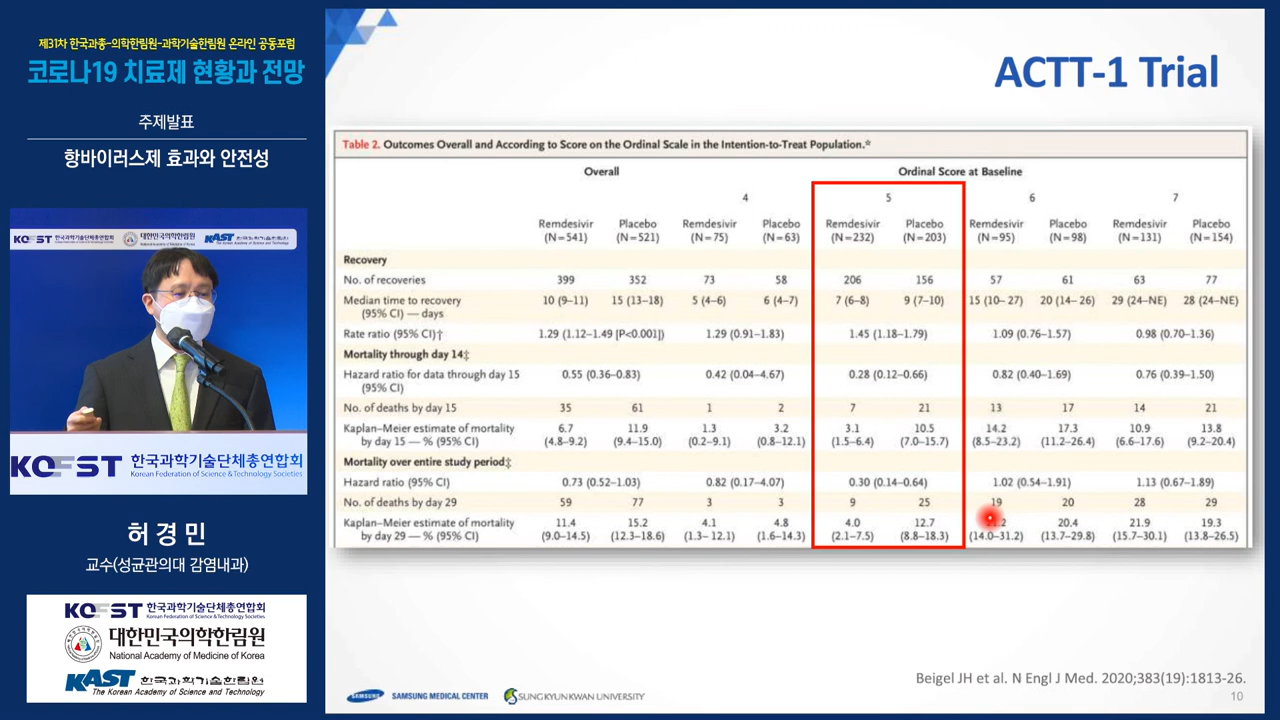 제31차 한국과총-의학한림원-과학기술한림원 온라인 공동포럼
코로나19 치료제 현황과 전망
주제발표
항바이러스제 효과와 안전성
KOFST 한국과학기술단체총연합회
대한민국의학한림원
KAST
KOFST 한국과학기술단체총연합회
Korean Federation of Science & Technology Societies
허경민
교수(성균관의대 감염내과)
KOFST 한국과학기술단체총연합회
Korean Federation of Science & Technology Societies
대한민국의학한림원
National Academy of Medicine of Korea
KAST 한국과학기술한림원
The Korean Academy of Science and Technology
ACTT-1 Trial
Table 2. Outcomes Overall and According to Score on the Ordinal Scale in the Intention-to-Treat Population.*
Overall Ordinal Score at Baseline
4 5 6 7
Remdesivir Placebo Remdesivir Placebo Remdesivir Placebo Remdesivir Placebo Remdesivir Placebo
(N=541) (N=521) (N=75) (N=63) (N=232) (N=203) (N=95) (N=98) (N=131) (N=154)
Recovery
No. of recoveries 399 352 73 58 206 156 57 61 63 77
Median time to recovery 10 (9–11) 15 (13–18) 5 (4–6) 6 (4–7) 7 (6–8) 9 (7–10) 15 (10–27) 20 (14–26) 29 (24–NE) 28 (24–NE)
(95% CI) — days
Rate ratio (95% CI)† 1.29 (1.12–1.49 [P<0.001]) 1.29 (0.91–1.83) 1.45 (1.18–1.79) 1.09 (0.76–1.57) 0.98 (0.70–1.36)
Mortality through day 14‡
Hazard ratio for data through day 15 0.55 (0.36–0.83) 0.42 (0.04–4.67) 0.28 (0.12–0.66) 0.82 (0.40–1.69) 0.76 (0.39–1.50)
(95% CI)
No. of deaths by day 15 35 61 1 2 7 21 13 17 14 21
Kaplan–Meier estimate of mortality 6.7 11.9 1.3 3.2 3.1 10.5 14.2 17.3 10.9 13.8
by day 15 — % (95% CI) (4.8–9.2) (9.4–15.0) (0.2–9.1) (0.8–12.1) (1.5–6.4) (7.0–15.7) (8.5–23.2) (11.2–26.4) (6.6–17.6) (9.2–20.4)
Mortality over entire study period‡
Hazard ratio (95% CI) 0.73 (0.52–1.03) 0.82 (0.17–4.07) 0.30 (0.14–0.64) 1.02 (0.54–1.91) 1.13 (0.67–1.89)
No. of deaths by day 29 59 77 3 3 9 25 19 20 28 29
Kaplan–Meier estimate of mortality 11.4 15.2 4.1 4.8 4.0 12.7 20.4 21.9 19.3
by day 29 — % (95% CI) (9.0–14.5) (12.3–18.6) (1.3–12.1) (1.6–14.3) (2.1–7.5) (8.8–18.3) (14.0–31.2) (13.7–29.8) (15.7–30.1) (13.8–26.5)
Beigel JH et al. N Engl J Med. 2020;383(19):1813-26.
SAMSUNG SAMSUNG MEDICAL CENTER SUNGKYUNKWAN UNIVERSITY
10